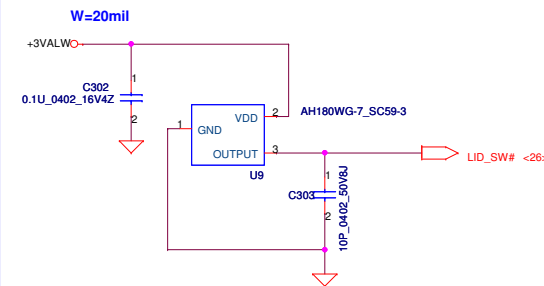 W=20mil
+3VALW
C302
0.1U_0402_16V4Z
1
2
1
GND
VDD
2
OUTPUT
3
U9
AH180WG-7_SC59-3
LID_SW# <26>
C303
1
2
10P_0402_50V8J